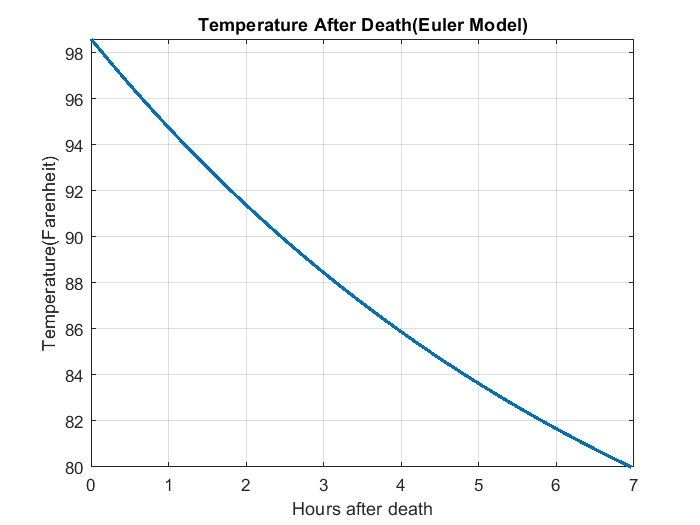 Temperature After Death(Euler Model)
98
96
94
92
90
88
86
84
82
80
Temperature(Farenheit)
0 1 2 3 4 5 6 7
Hours after death